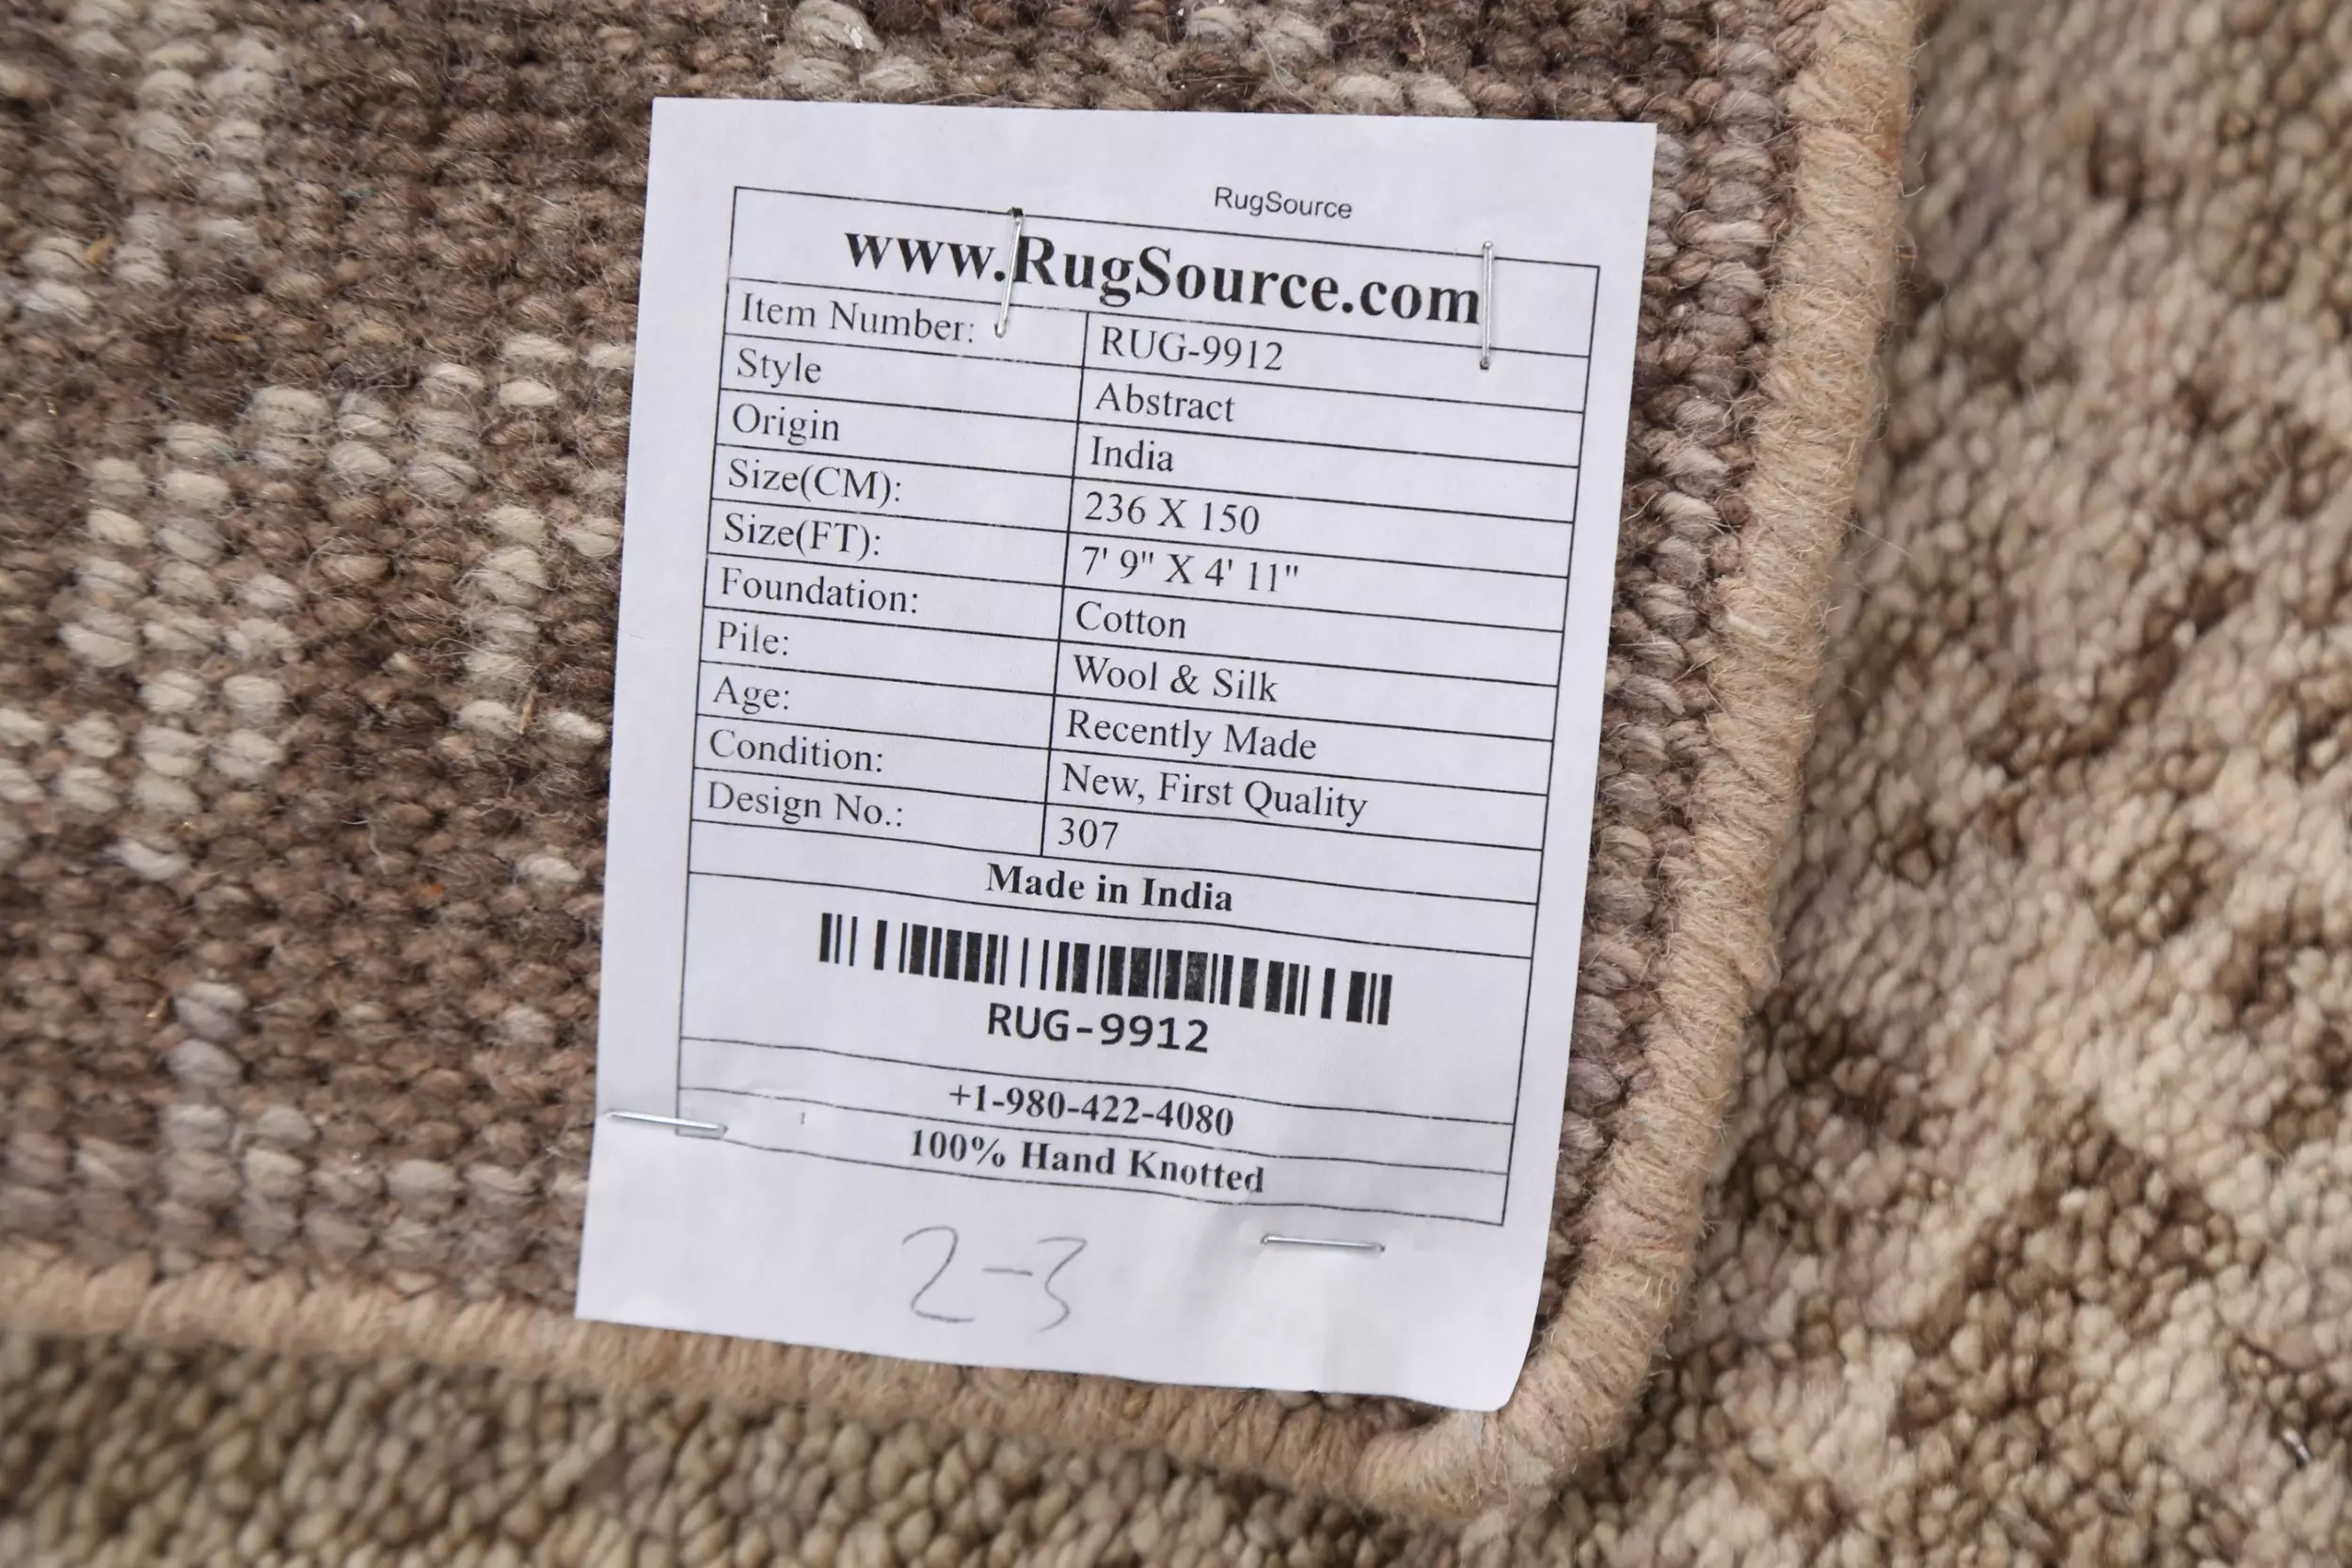 RugSource
www.RugSource.com
Item Number: RUG-9912
Style Abstract
Origin India
Size(CM): 236 X 150
Size(FT): 7' 9" X 4' 11"
Foundation: Cotton
Pile: Wool & Silk
Age: Recently Made
Condition: New, First Quality
Design No.: 307
Made in India
RUG-9912
+1-980-422-4080
100% Hand Knotted
2-3